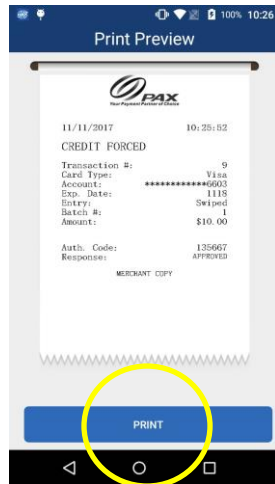 100% 10:26
Print Preview
PAX
Your Payment Partner of Choice
11/11/2017 10:25:52
CREDIT FORCED
Transaction #: 9
Card Type: Visa
Account: ************6603
Exp. Date: 1118
Entry: Swiped
Batch #: 1
Amount: $10.00
Auth. Code: 135667
Response: APPROVED
MERCHANT COPY
PRINT